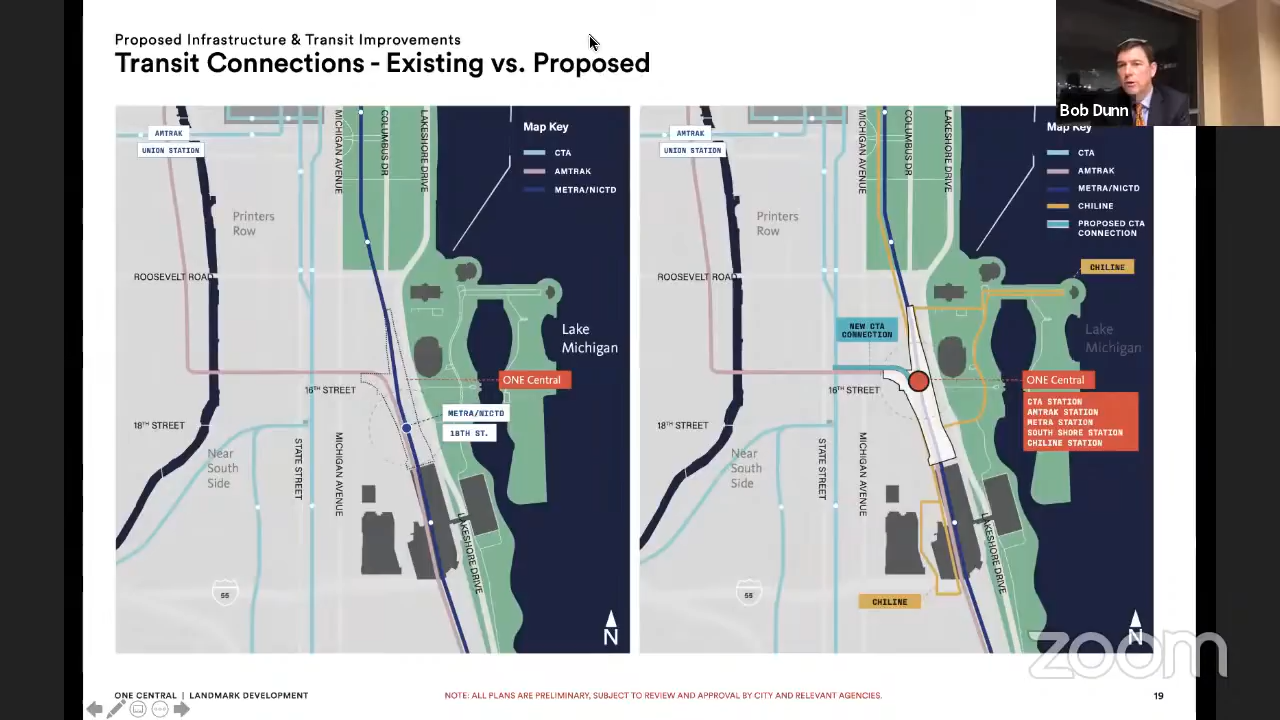 Proposed Infrastructure & Transit Improvements
Transit Connections - Existing vs. Proposed
Bob Dunn
AMTRAK
UNION STATION
Printers
Row
ROOSEVELT ROAD
MICHIGAN AVENUE
COLUMBUS DR
LAKESHORE DRIVE
Map Key
CTA
AMTRAK
METRA/NICTD
Lake
Michigan
16TH STREET
ONE Central
METRA/NICTD
18TH ST.
18TH STREET
Near
South
Side
STATE STREET
MICHIGAN AVENUE
LAKESHORE DRIVE
55
N
AMTRAK
UNION STATION
Printers
Row
ROOSEVELT ROAD
MICHIGAN AVENUE
COLUMBUS DR
LAKESHORE DRIVE
Map Key
CTA
AMTRAK
METRA/NICTD
CHILINE
PROPOSED CTA
CONNECTION
CHILINE
NEW CTA
CONNECTION
Lake
Michigan
16TH STREET
ONE Central
CTA STATION
AMTRAK STATION
METRA STATION
SOUTH SHORE STATION
CHILINE STATION
18TH STREET
Near
South
Side
STATE STREET
MICHIGAN AVENUE
LAKESHORE DRIVE
55
CHILINE
N
zoom
ONE CENTRAL | LANDMARK DEVELOPMENT
NOTE: ALL PLANS ARE PRELIMINARY, SUBJECT TO REVIEW AND APPROVAL BY CITY AND RELEVANT AGENCIES.
19